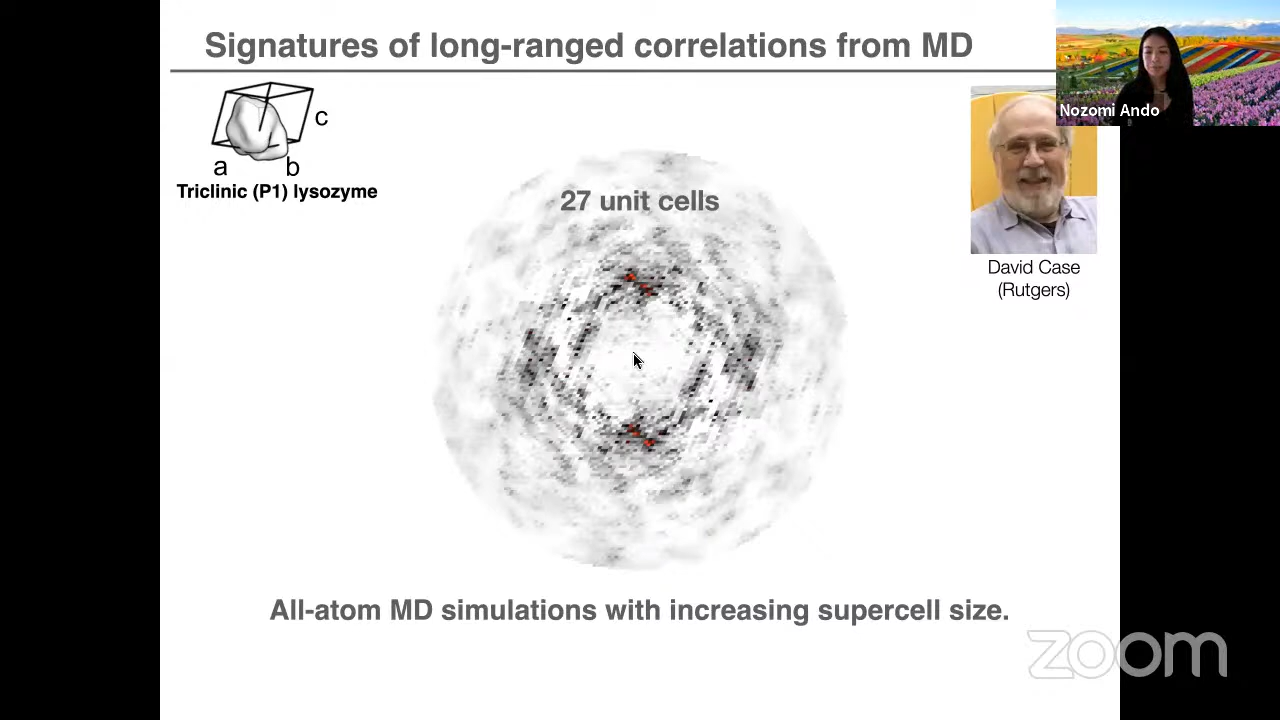 Signatures of long-ranged correlations from MD
Nozomi Ando
c
a
b
Triclinic (P1) lysozyme
27 unit cells
David Case
(Rutgers)
All-atom MD simulations with increasing supercell size.
zoom